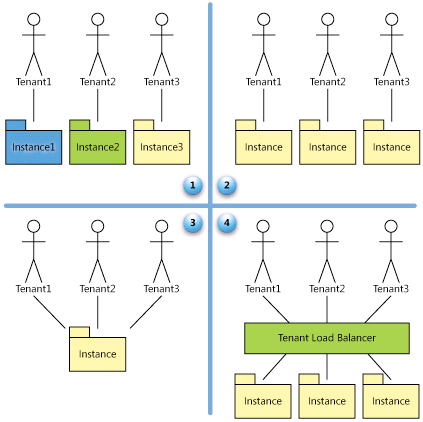 Tenant1 Tenant2 Tenant3
Instance1 Instance2 Instance3
1
Tenant1 Tenant2 Tenant3
Instance Instance Instance
2
3
Tenant1 Tenant2 Tenant3
Instance
4
Tenant1 Tenant2 Tenant3
Tenant Load Balancer
Instance Instance Instance